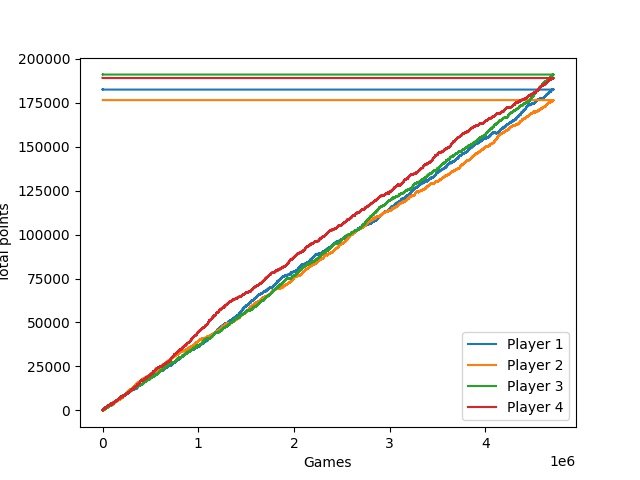 200000
175000
150000
125000
100000
75000
50000
25000
0
Total points
0 1 2 3 4
1e6
Games
Player 1
Player 2
Player 3
Player 4